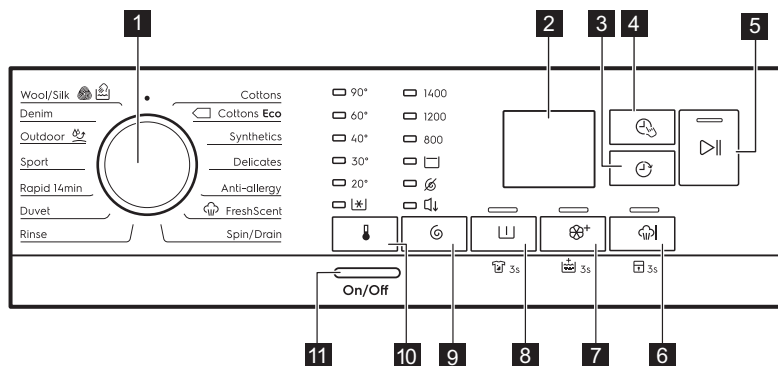 1
2
3
4
5
Wool/Silk
Denim
Outdoor
Sport
Rapid 14min
Duvet
Rinse
Cottons
Cottons Eco
Synthetics
Delicates
Anti-allergy
FreshScent
Spin/Drain
90°
60°
40°
30°
20°
1400
1200
800
3s
3s
3s
On/Off
11
10
9
8
7
6